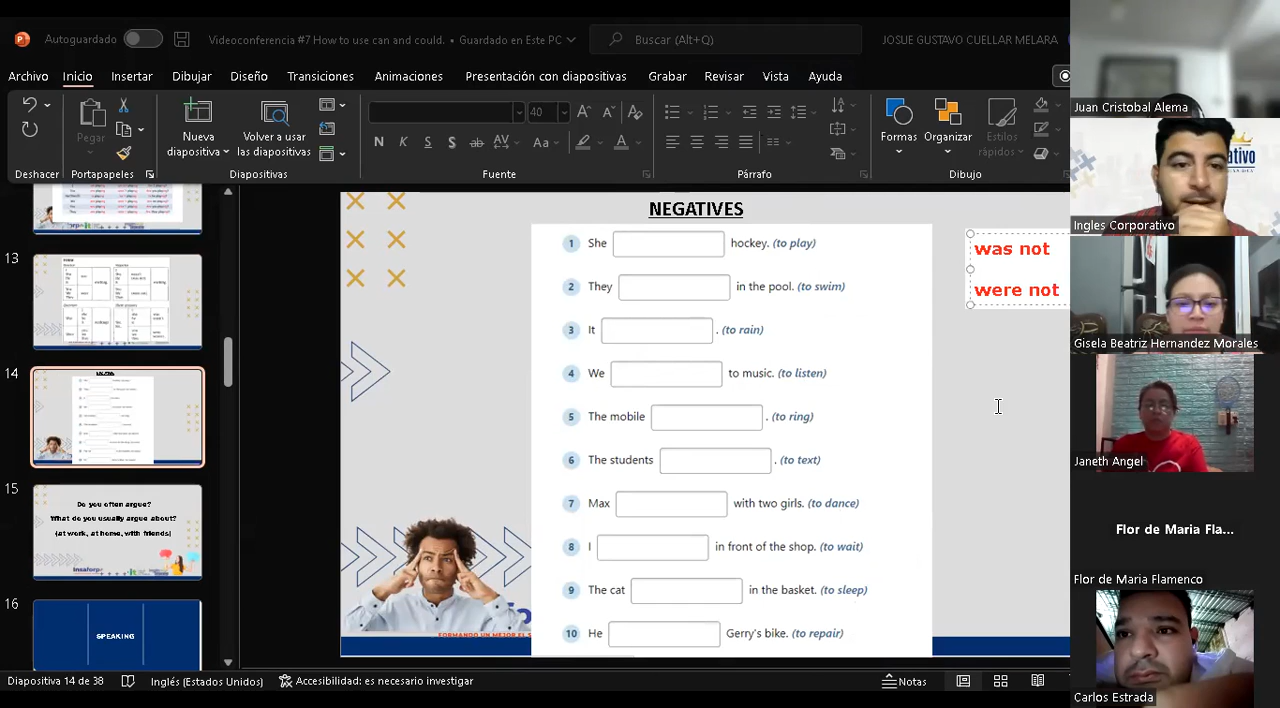 Autoguardado
Videoconferencia #7 How to use can and could. • Guardado en Este PC
Buscar (Alt+Q)
JOSUE GUSTAVO CUELLAR MELARA
Archivo Inicio Insertar Dibujar Diseño Transiciones Animaciones Presentación con diapositivas Grabar Revisar Vista Ayuda
Pegar
Nueva diapositiva
Volver a usar las diapositivas
40
N K S S ab AV Aa A
Formas
Organizar
Estilos rápidos
Deshacer Portapapeles Diapositivas Fuente Párrafo Dibujo
13
14
15
Do you often argue?
What do you usually argue about?
(at work, at home, with friends)
16
SPEAKING
NEGATIVES
1 She hockey. (to play)
2 They in the pool. (to swim)
3 It . (to rain)
4 We to music. (to listen)
5 The mobile . (to ring)
6 The students . (to text)
7 Max with two girls. (to dance)
8 I in front of the shop. (to wait)
9 The cat in the basket. (to sleep)
10 He Gerry's bike. (to repair)
was not
were not
FORMANDO UN MEJOR EL S
Juan Cristobal Alema
Ingles Corporativo
Gisela Beatriz Hernandez Morales
Janeth Angel
Flor de Maria Fla...
Flor de Maria Flamenco
Carlos Estrada
Diapositiva 14 de 38
Inglés (Estados Unidos)
Accesibilidad: es necesario investigar
Notas